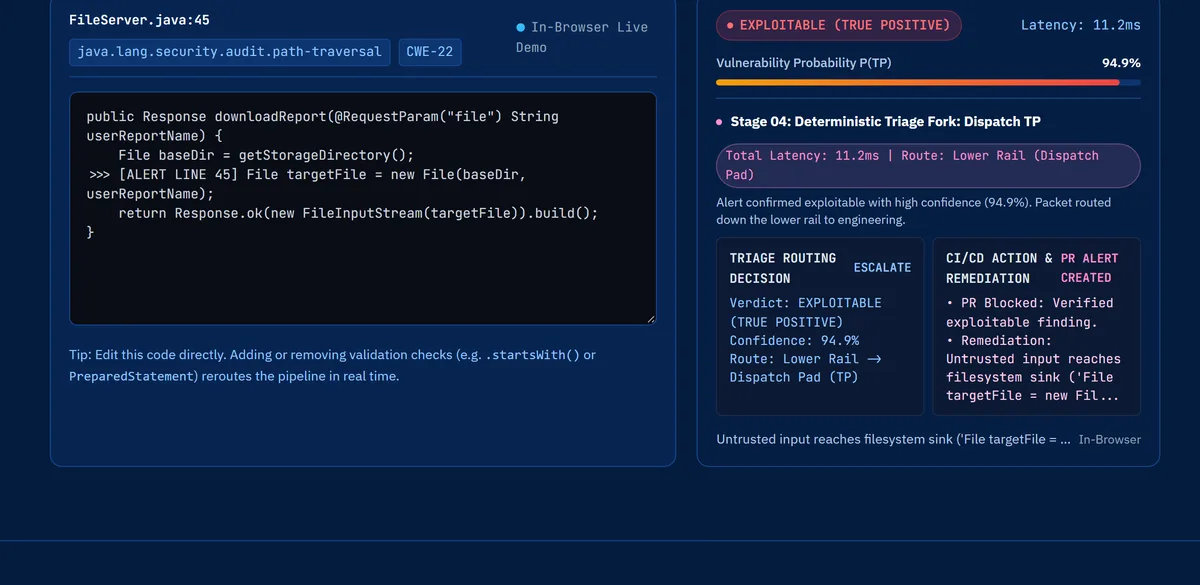 FileServer.java:45
In-Browser Live
Demo
java.lang.security.audit.path-traversal
CWE-22
public Response downloadReport(@RequestParam("file") String
userReportName) {
    File baseDir = getStorageDirectory();
>>> [ALERT LINE 45] File targetFile = new File(baseDir,
userReportName);
    return Response.ok(new FileInputStream(targetFile)).build();
}
Tip: Edit this code directly. Adding or removing validation checks (e.g. .startsWith() or
PreparedStatement) reroutes the pipeline in real time.
EXPLOITABLE (TRUE POSITIVE)
Latency: 11.2ms
Vulnerability Probability P(TP)
94.9%
Stage 04: Deterministic Triage Fork: Dispatch TP
Total Latency: 11.2ms | Route: Lower Rail (Dispatch
Pad)
Alert confirmed exploitable with high confidence (94.9%). Packet routed
down the lower rail to engineering.
TRIAGE ROUTING
DECISION
ESCALATE
Verdict: EXPLOITABLE
(TRUE POSITIVE)
Confidence: 94.9%
Route: Lower Rail →
Dispatch Pad (TP)
CI/CD ACTION &
REMEDIATION
PR ALERT
CREATED
• PR Blocked: Verified
exploitable finding.
• Remediation:
Untrusted input reaches
filesystem sink ('File
targetFile = new Fil...
Untrusted input reaches filesystem sink ('File targetFile = ...
In-Browser